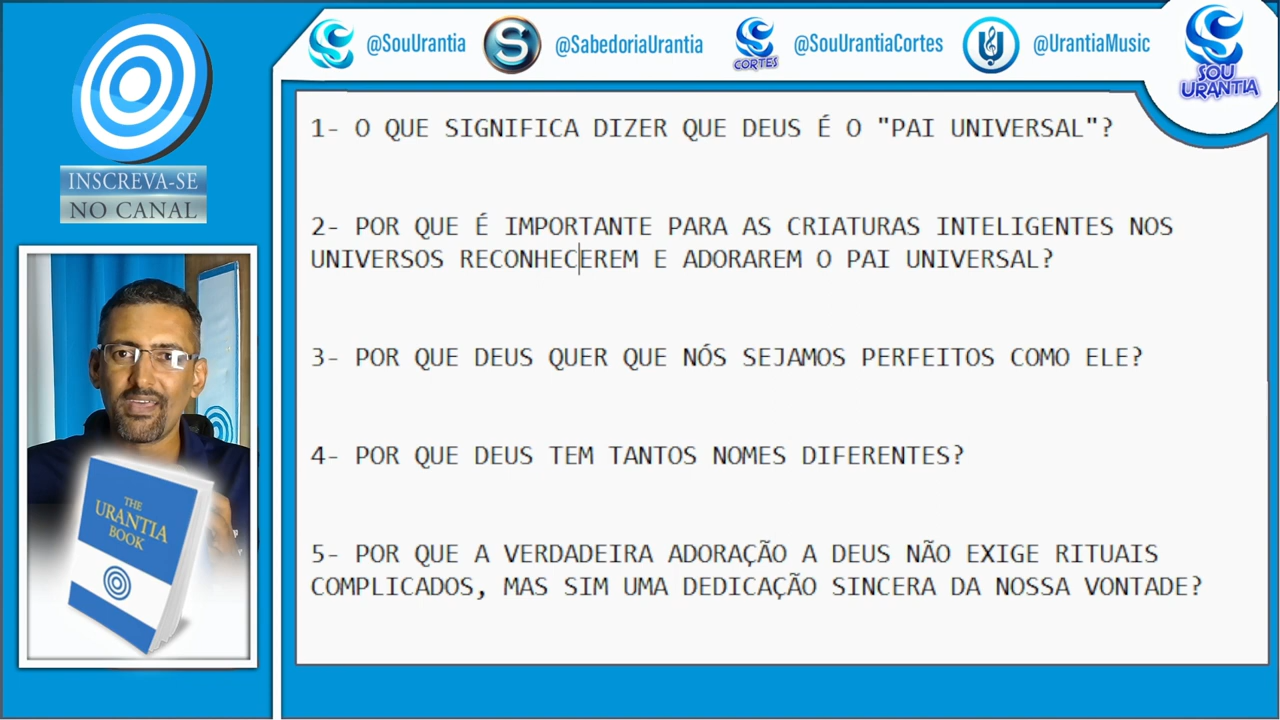 @SouUrantia
@SabedoriaUrantia
CORTES
@SouUrantiaCortes
@UrantiaMusic
SOU
URANTIA
INSCREVA-SE
NO CANAL
1- O QUE SIGNIFICA DIZER QUE DEUS É O "PAI UNIVERSAL"?
2- POR QUE É IMPORTANTE PARA AS CRIATURAS INTELIGENTES NOS
UNIVERSOS RECONHECEREM E ADORAREM O PAI UNIVERSAL?
3- POR QUE DEUS QUER QUE NÓS SEJAMOS PERFEITOS COMO ELE?
4- POR QUE DEUS TEM TANTOS NOMES DIFERENTES?
5- POR QUE A VERDADEIRA ADORAÇÃO A DEUS NÃO EXIGE RITUAIS
COMPLICADOS, MAS SIM UMA DEDICAÇÃO SINCERA DA NOSSA VONTADE?
THE
URANTIA
BOOK